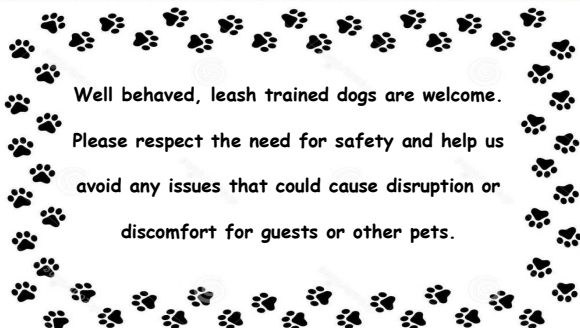 Well behaved, leash trained dogs are welcome.
Please respect the need for safety and help us
avoid any issues that could cause disruption or
discomfort for guests or other pets.